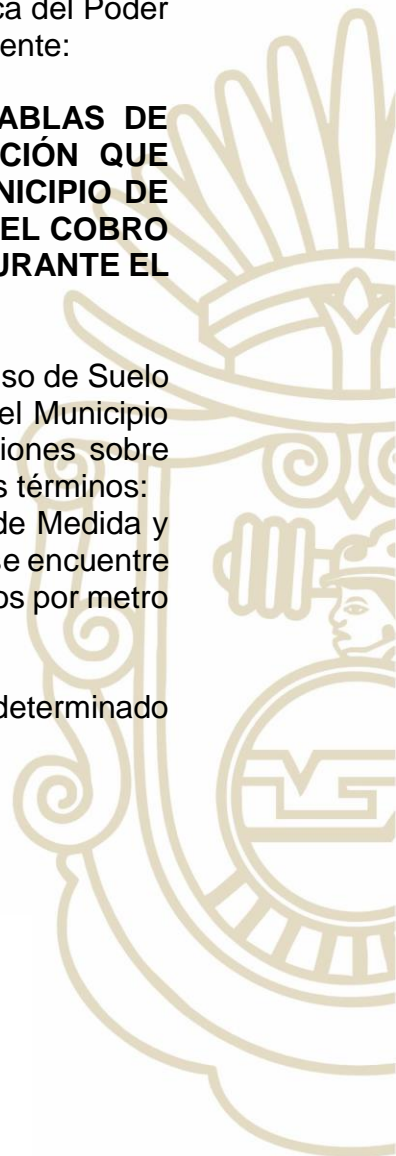 ca del Poder
ente:
ABLAS DE
CIÓN QUE
NICIPIO DE
EL COBRO
URANTE EL
so de Suelo
el Municipio
iones sobre
s términos:
de Medida y
se encuentre
os por metro
determinado